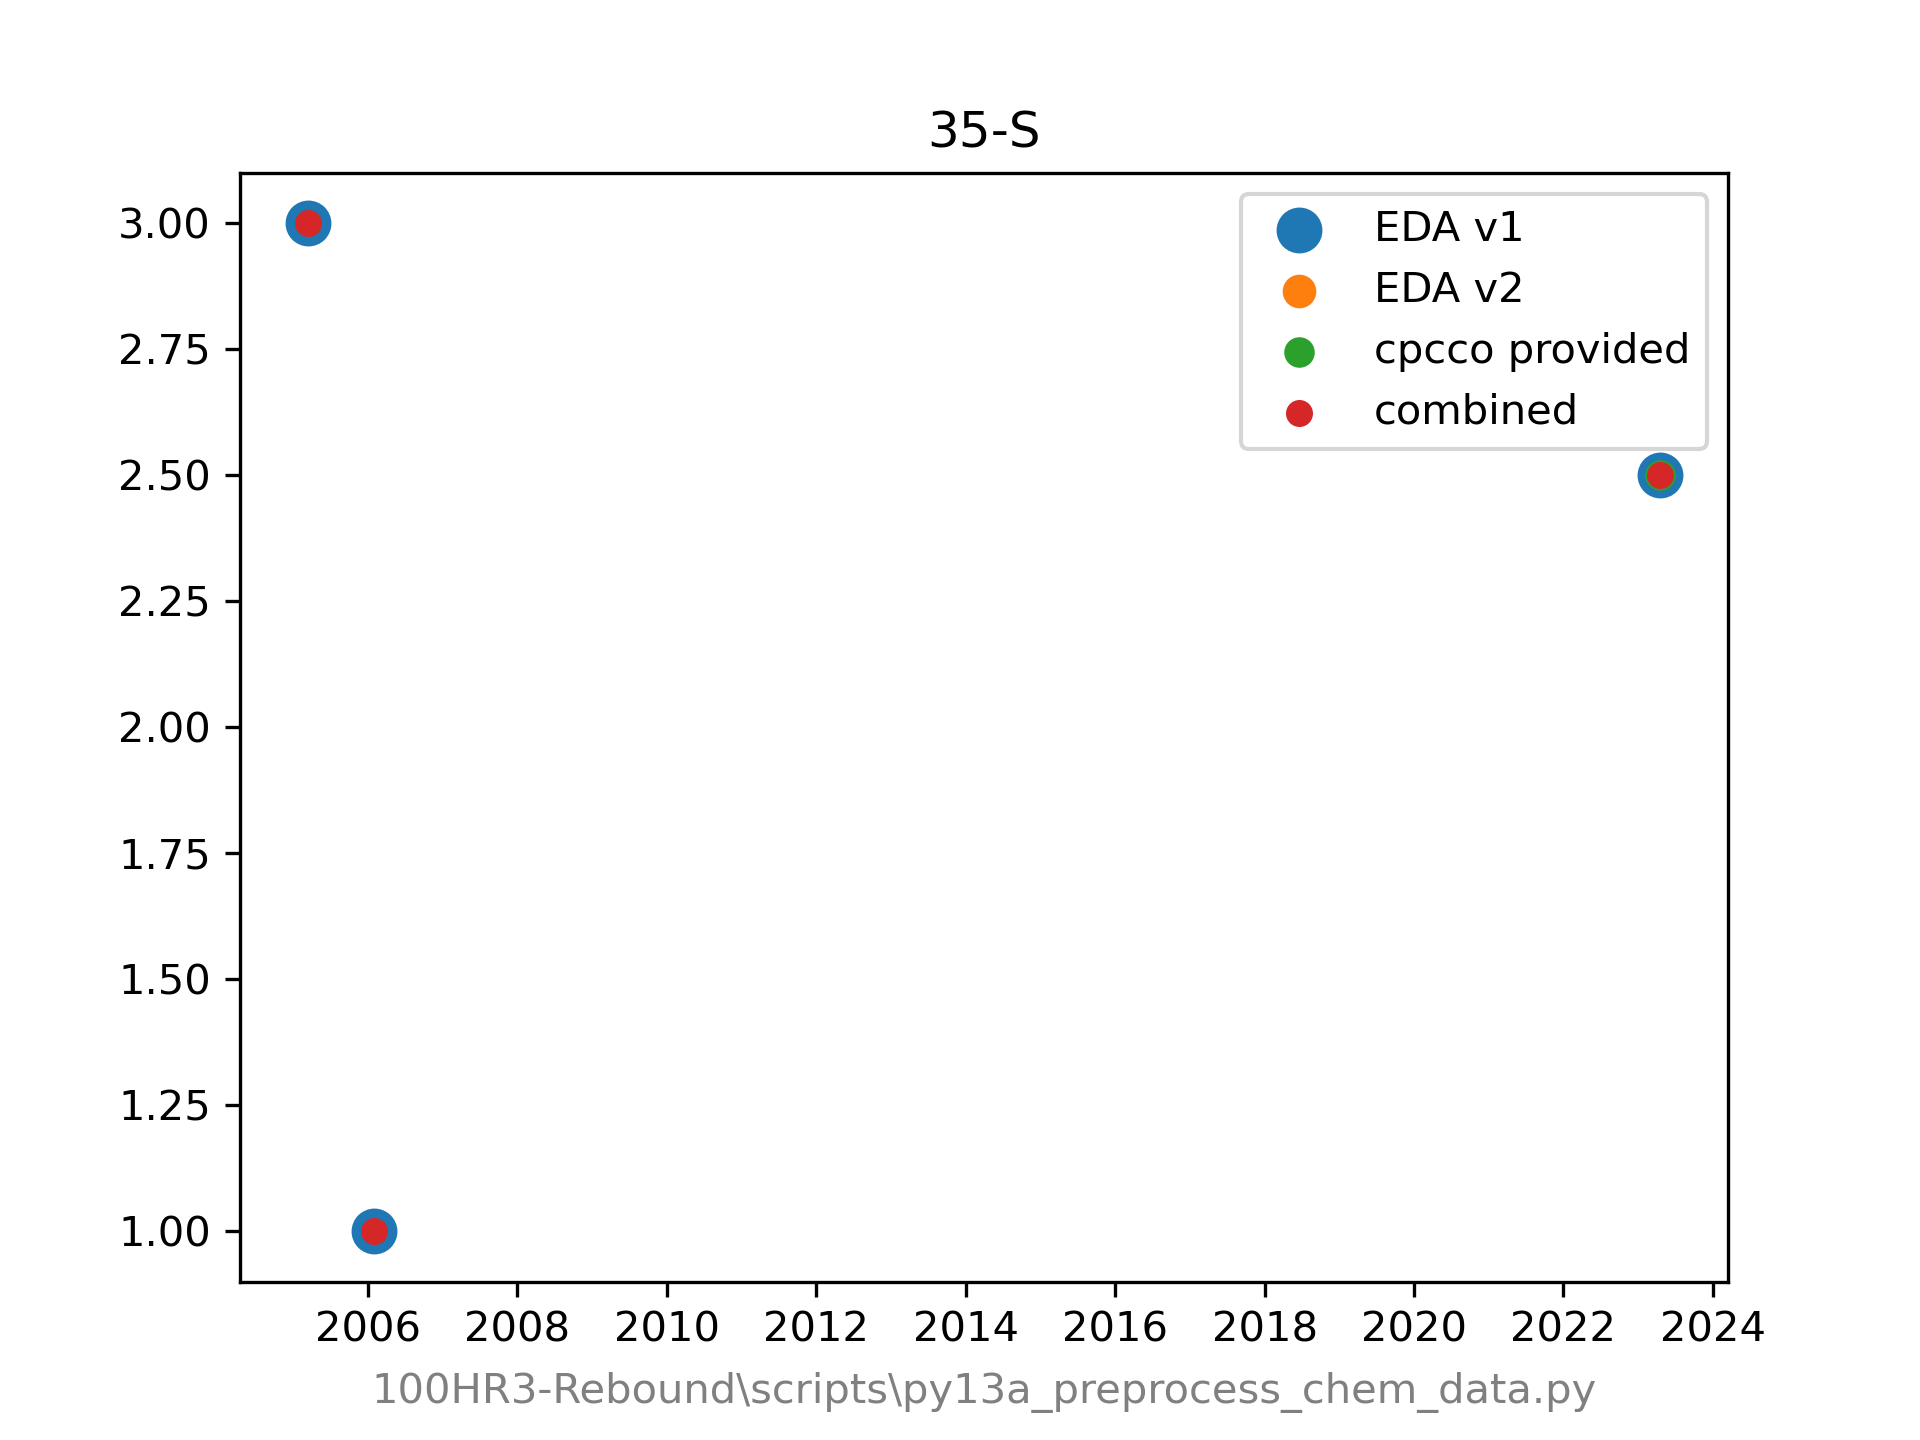 35-S
EDA v1
EDA v2
cpcco provided
combined
3.00
2.75
2.50
2.25
2.00
1.75
1.50
1.25
1.00
2006 2008 2010 2012 2014 2016 2018 2020 2022 2024
100HR3-Rebound\scripts\py13a_preprocess_chem_data.py